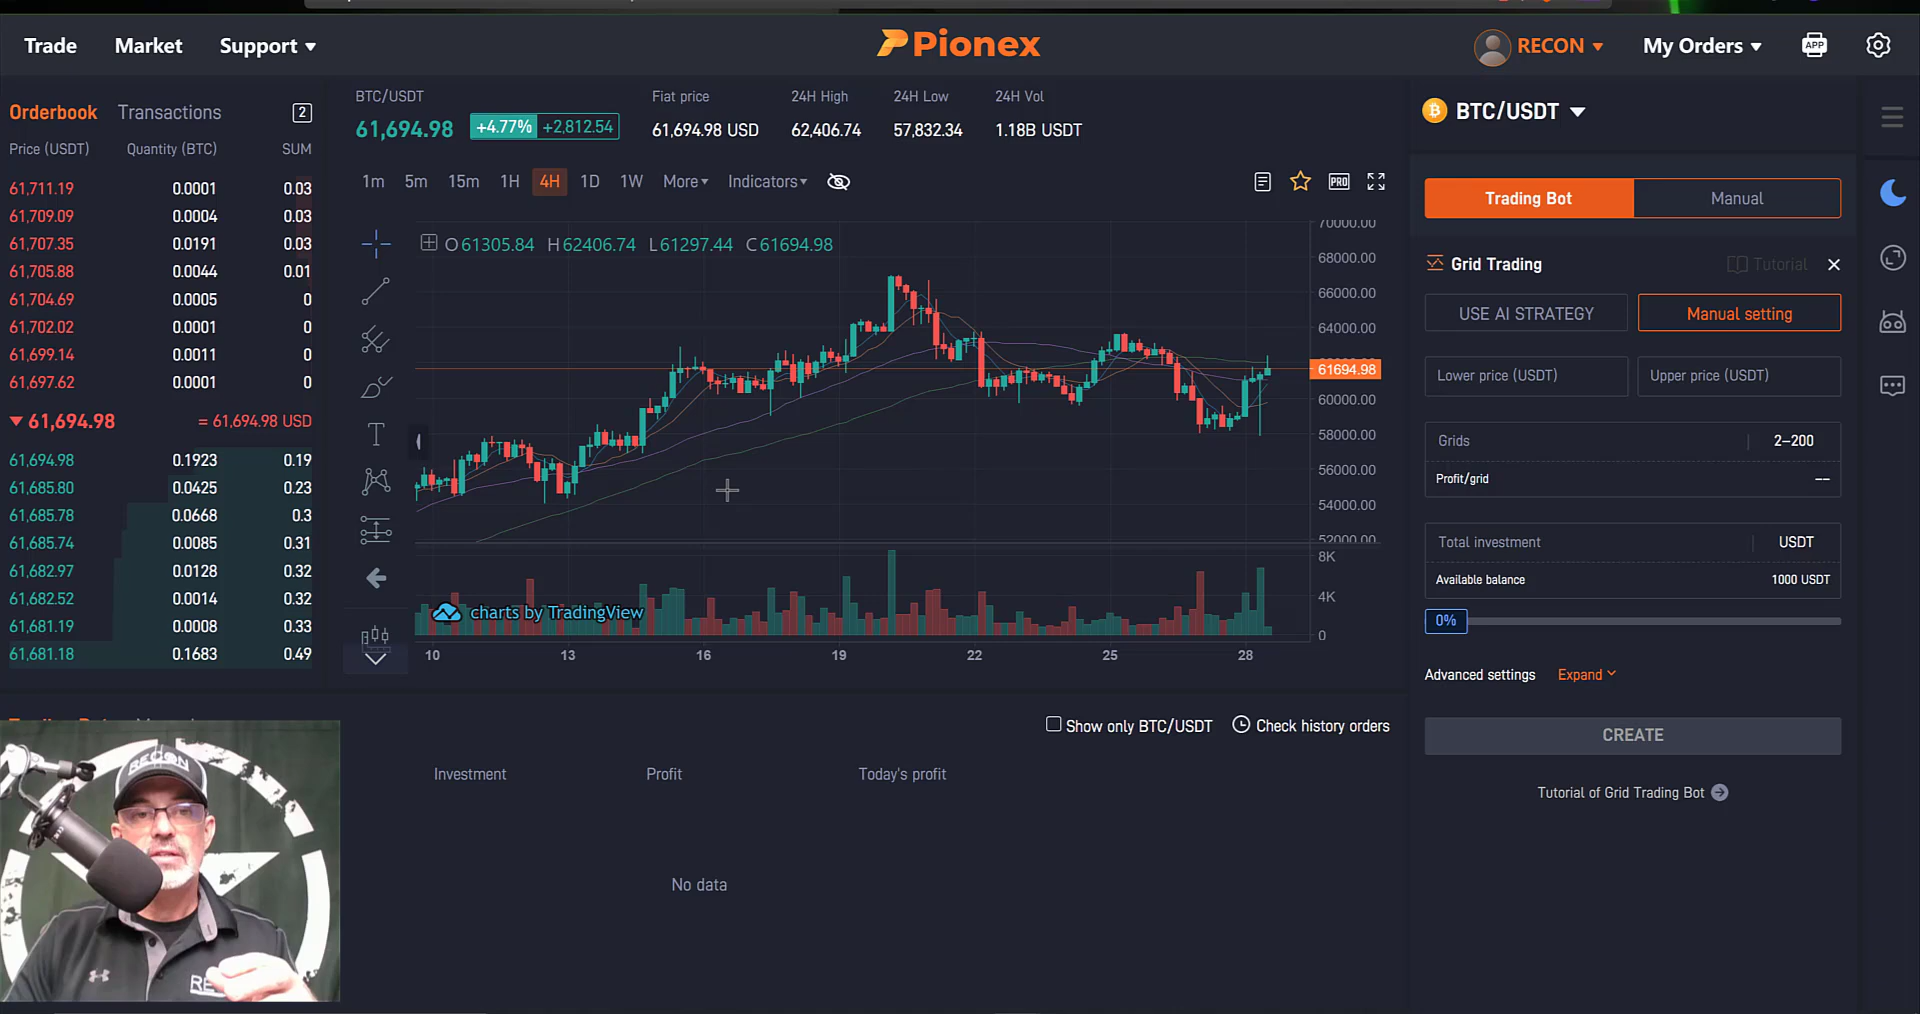 Trade
Market
Support
Pionex
RECON
My Orders
APP
Orderbook
Transactions
2
Price (USDT)
Quantity (BTC)
SUM
61,711.19 0.0001 0.03
61,709.09 0.0004 0.03
61,707.35 0.0191 0.03
61,705.88 0.0044 0.01
61,704.69 0.0005 0
61,702.02 0.0001 0
61,699.14 0.0011 0
61,697.62 0.0001 0
61,694.98 = 61,694.98 USD
61,694.98 0.1923 0.19
61,685.80 0.0425 0.23
61,685.78 0.0668 0.3
61,685.74 0.0085 0.31
61,682.97 0.0128 0.32
61,682.52 0.0014 0.32
61,681.19 0.0008 0.33
61,681.18 0.1683 0.49
BTC/USDT
61,694.98
+4.77% +2,812.54
Fiat price
61,694.98 USD
24H High
62,406.74
24H Low
57,832.34
24H Vol
1.18B USDT
1m 5m 15m 1H 4H 1D 1W More Indicators
PRO
O61305.84 H62406.74 L61297.44 C61694.98
70000.00
68000.00
66000.00
64000.00
61694.98
60000.00
58000.00
56000.00
54000.00
52000.00
8K
4K
0
charts by TradingView
10 13 16 19 22 25 28
T
Show only BTC/USDT
Check history orders
Investment
Profit
Today's profit
No data
BTC/USDT
Trading Bot
Manual
Grid Trading
Tutorial
USE AI STRATEGY
Manual setting
Lower price (USDT)
Upper price (USDT)
Grids 2–200
Profit/grid --
Total investment USDT
Available balance 1000 USDT
0%
Advanced settings Expand
CREATE
Tutorial of Grid Trading Bot
RECON